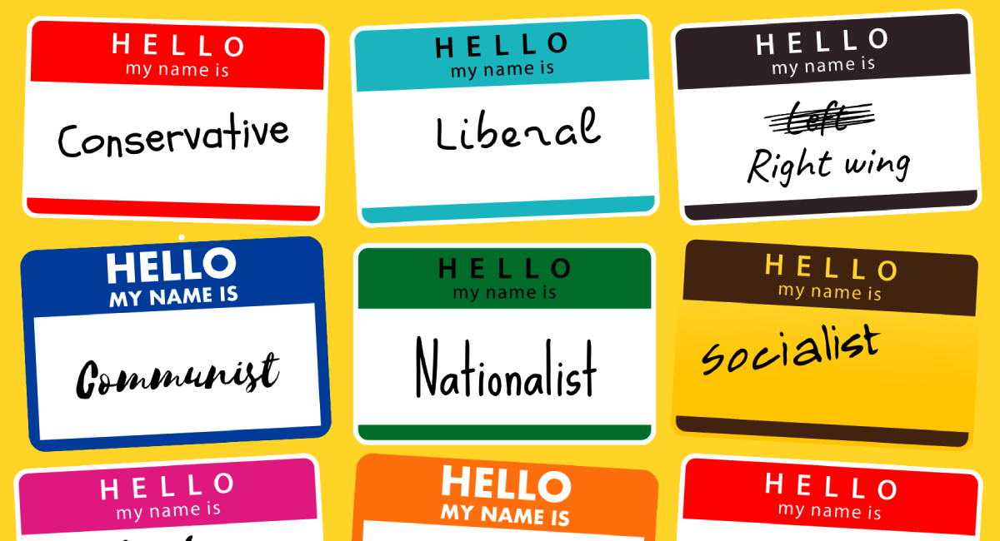 HELLO
my name is
Conservative
HELLO
my name is
Liberal
HELLO
my name is
Left
Right wing
HELLO
MY NAME IS
Communist
HELLO
my name is
Nationalist
HELLO
my name is
socialist
HELLO
my name is
HELLO
MY NAME IS
HELLO
my name is